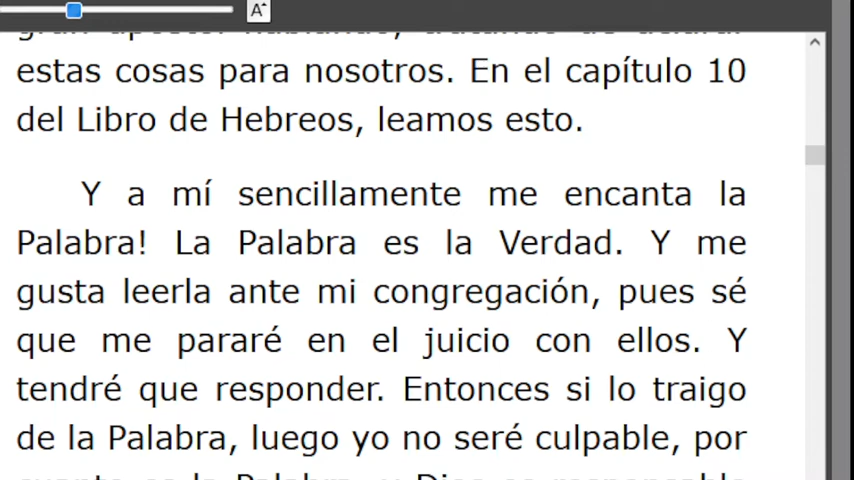 estas cosas para nosotros. En el capítulo 10
del Libro de Hebreos, leamos esto.
Y a mí sencillamente me encanta la
Palabra! La Palabra es la Verdad. Y me
gusta leerla ante mi congregación, pues sé
que me pararé en el juicio con ellos. Y
tendré que responder. Entonces si lo traigo
de la Palabra, luego yo no seré culpable, por